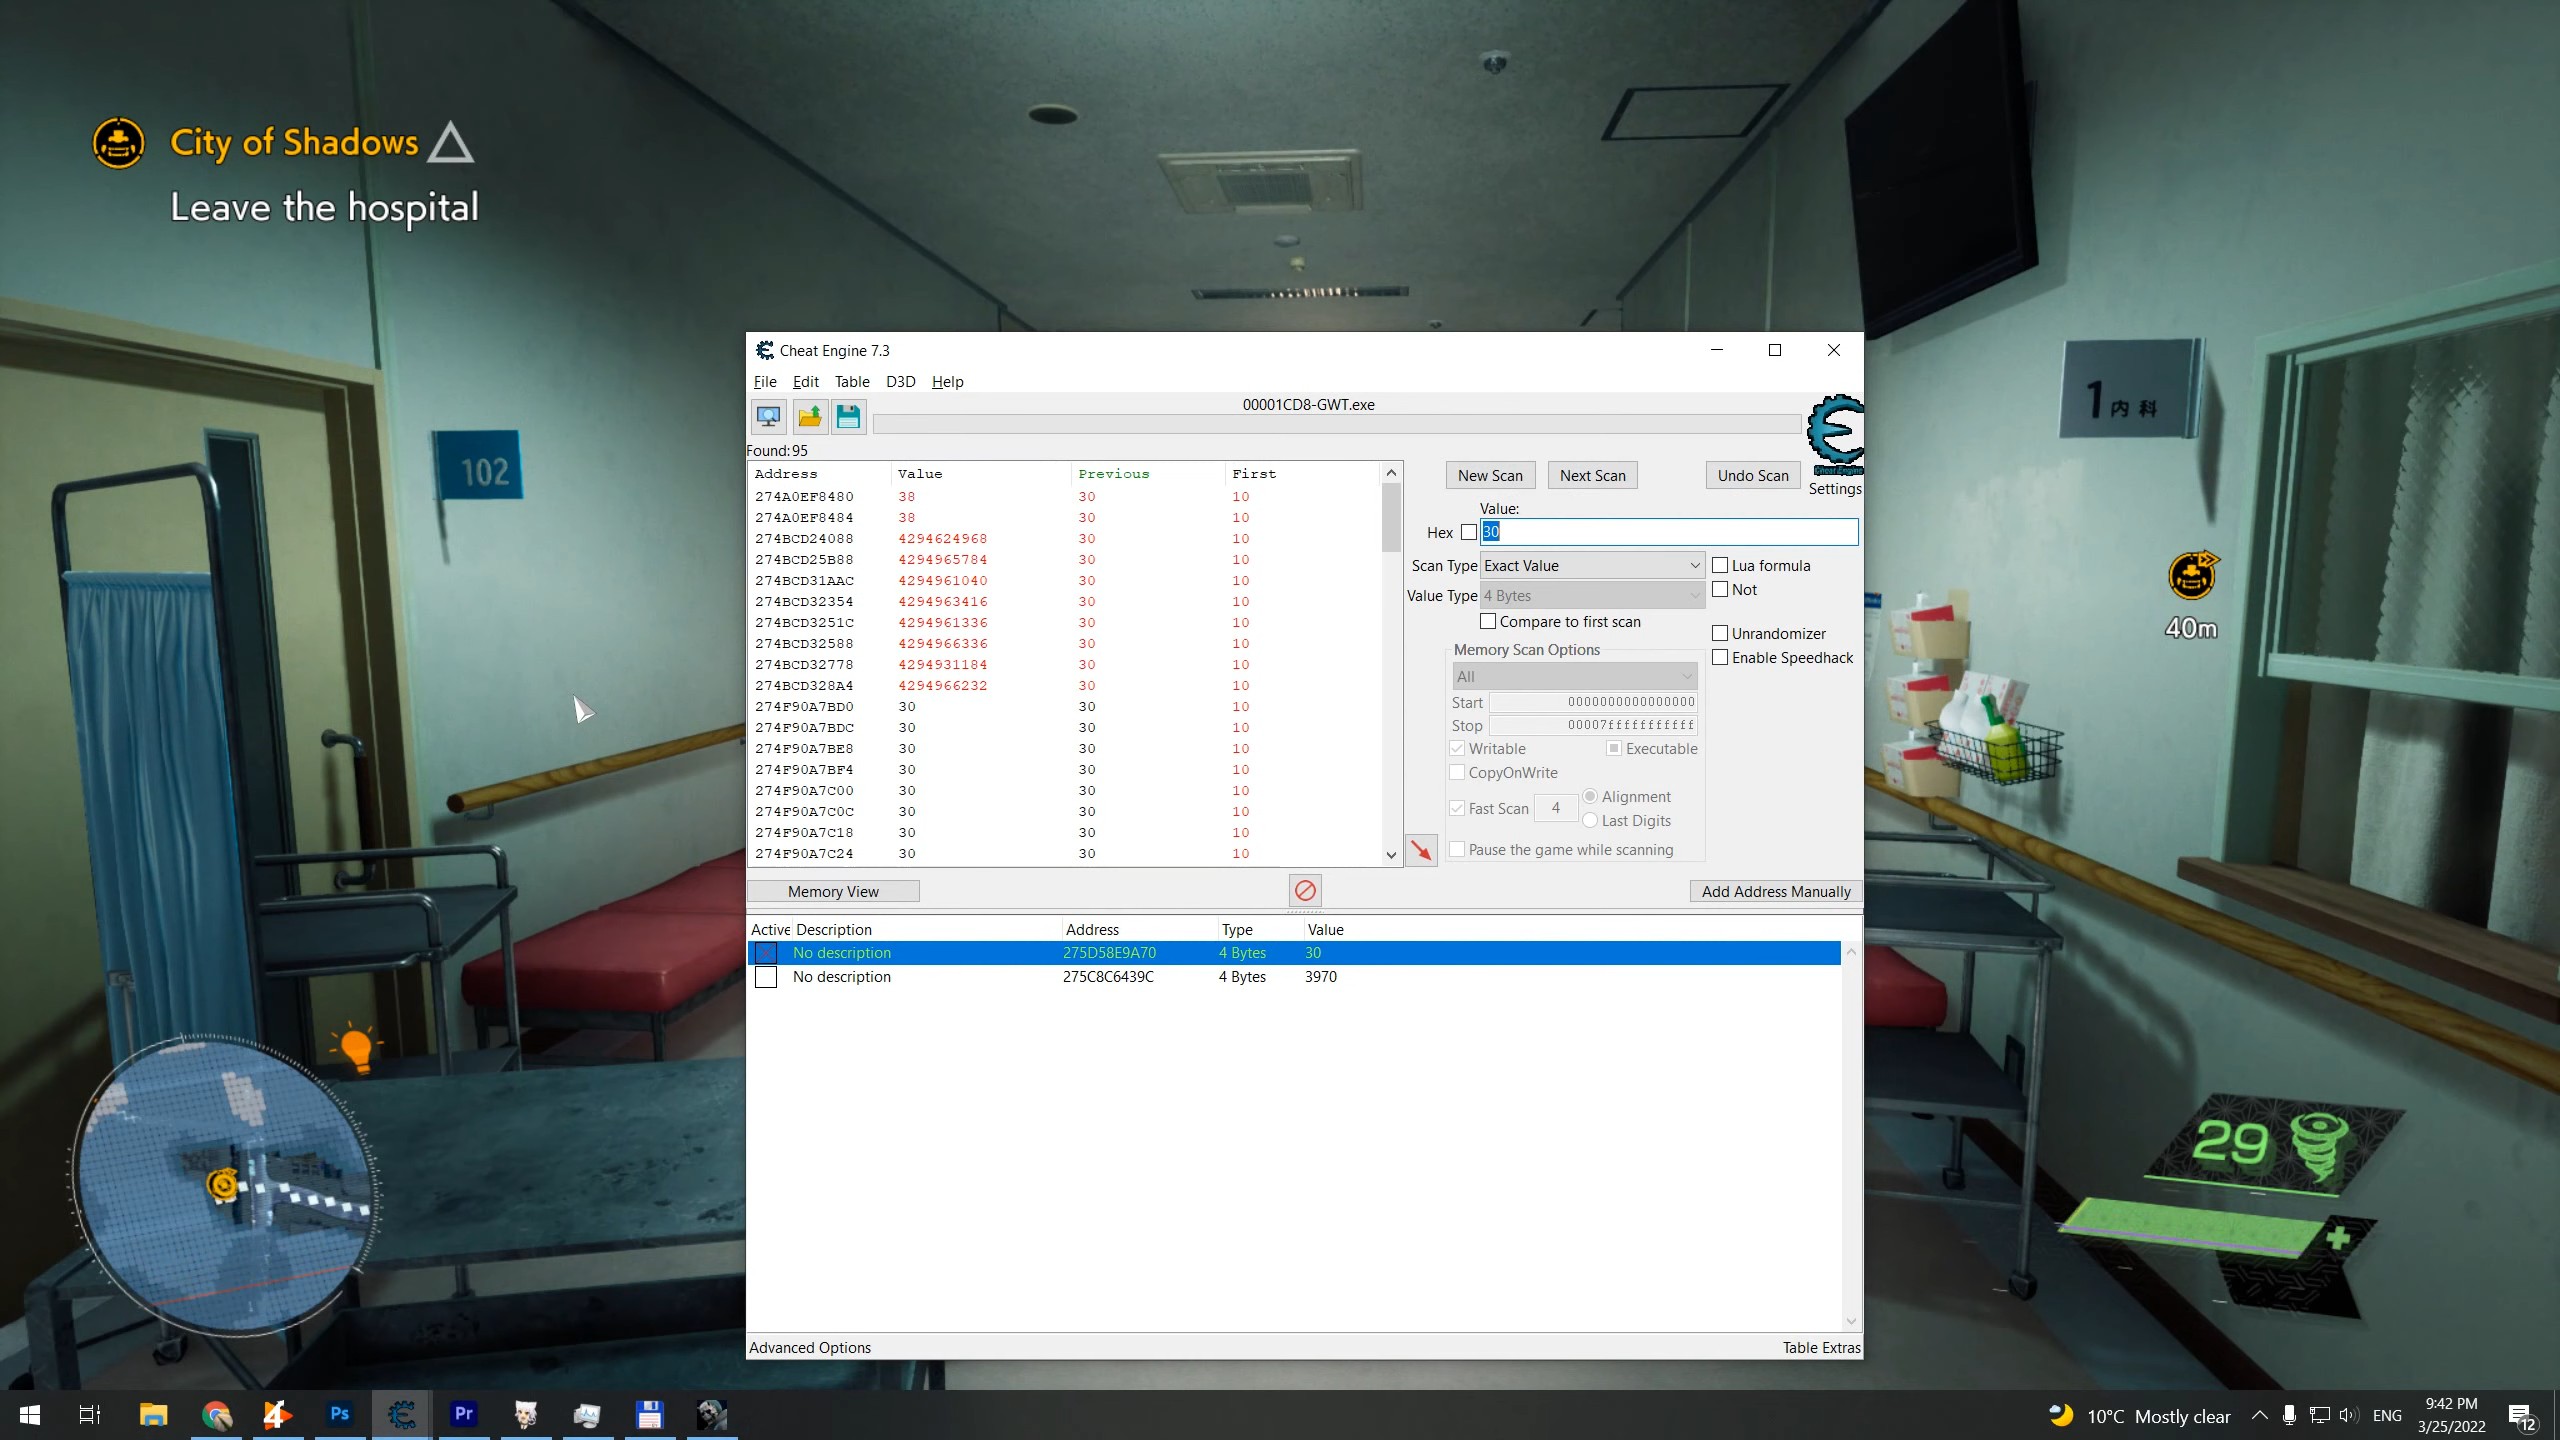 City of Shadows
Leave the hospital
102
1内科
40m
29
Cheat Engine 7.3
File Edit Table D3D Help
00001CD8-GWT.exe
Found:95
Address Value Previous First
274A0EF8480 38 30 10
274A0EF8484 38 30 10
274BCD24088 4294624968 30 10
274BCD25B88 4294965784 30 10
274BCD31AAC 4294961040 30 10
274BCD32354 4294963416 30 10
274BCD3251C 4294961336 30 10
274BCD32588 4294966336 30 10
274BCD32778 4294931184 30 10
274BCD328A4 4294966232 30 10
274F90A7BD0 30 30 10
274F90A7BDC 30 30 10
274F90A7BE8 30 30 10
274F90A7BF4 30 30 10
274F90A7C00 30 30 10
274F90A7C0C 30 30 10
274F90A7C18 30 30 10
274F90A7C24 30 30 10
New Scan Next Scan Undo Scan
Cheat Engine
Settings
Value:
Hex 30
Scan Type Exact Value Lua formula
Value Type 4 Bytes Not
Compare to first scan
Unrandomizer
Memory Scan Options
Enable Speedhack
All
Start 0000000000000000
Stop 00007fffffffffff
Writable Executable
CopyOnWrite
Fast Scan 4 Alignment
Last Digits
Pause the game while scanning
Memory View Add Address Manually
Active Description Address Type Value
No description 275D58E9A70 4 Bytes 30
No description 275C8C6439C 4 Bytes 3970
Advanced Options Table Extras
4 Ps Pr
10°C Mostly clear ENG
9:42 PM
3/25/2022
12